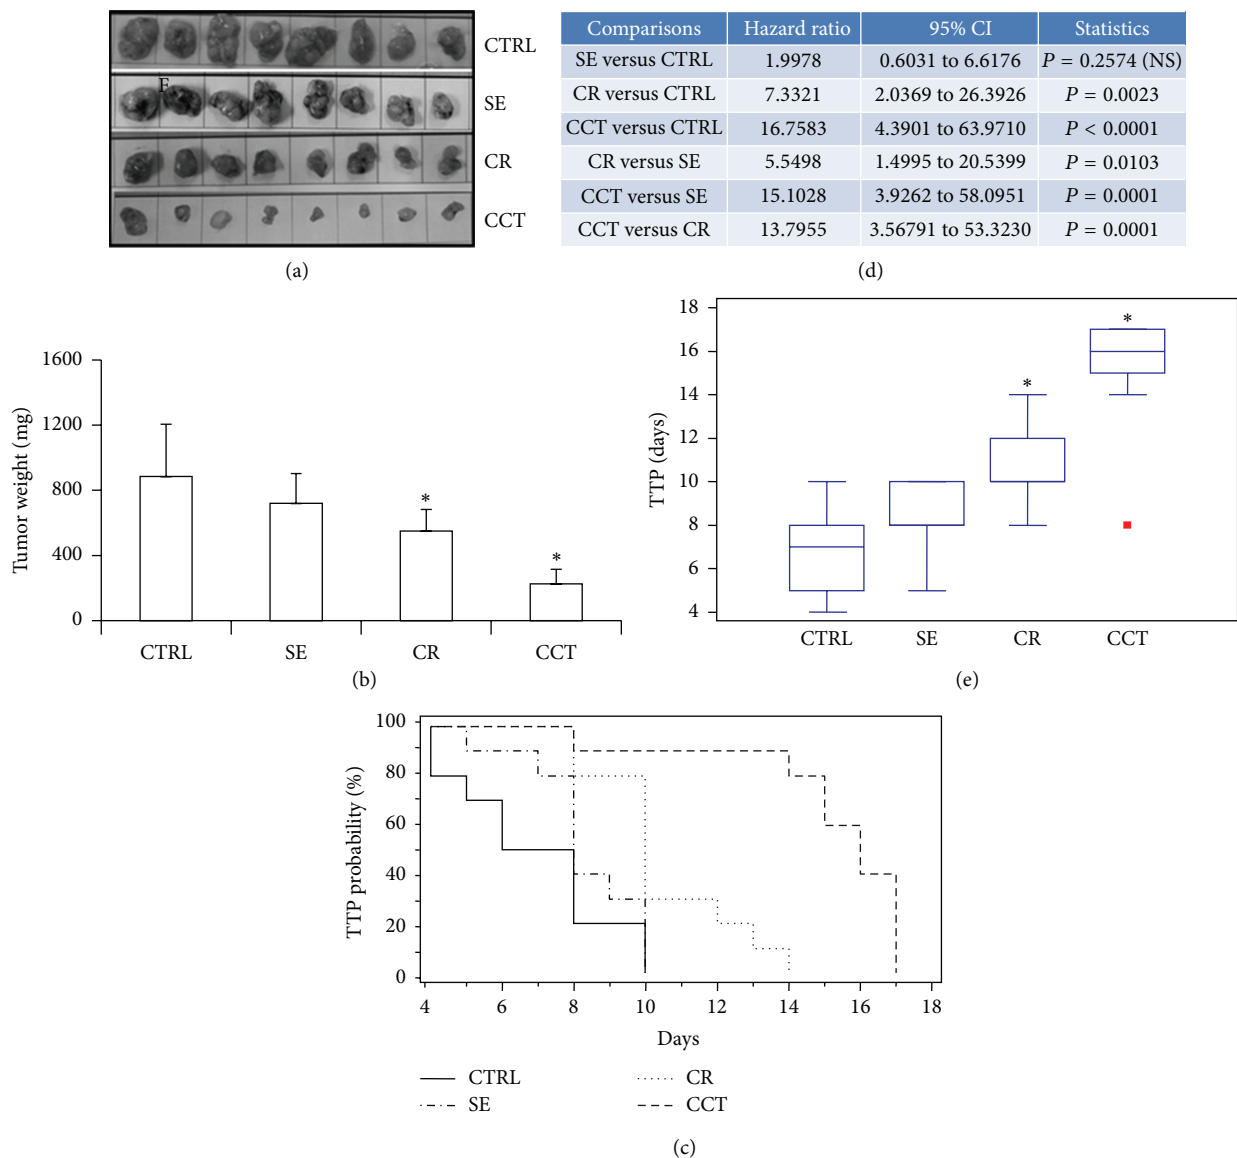 CTRL
F
SE
CR
CCT
(a)
Comparisons Hazard ratio 95% CI Statistics
SE versus CTRL 1.9978 0.6031 to 6.6176 P = 0.2574 (NS)
CR versus CTRL 7.3321 2.0369 to 26.3926 P = 0.0023
CCT versus CTRL 16.7583 4.3901 to 63.9710 P < 0.0001
CR versus SE 5.5498 1.4995 to 20.5399 P = 0.0103
CCT versus SE 15.1028 3.9262 to 58.0951 P = 0.0001
CCT versus CR 13.7955 3.56791 to 53.3230 P = 0.0001
(d)
1600
1200
800
400
0
Tumor weight (mg)
*
*
CTRL SE CR CCT
(b)
18
16
14
12
10
8
6
4
TTP (days)
*
*
CTRL SE CR CCT
(e)
100
80
60
40
20
0
TTP probability (%)
4 6 8 10 12 14 16 18
Days
CTRL CR
SE CCT
(c)